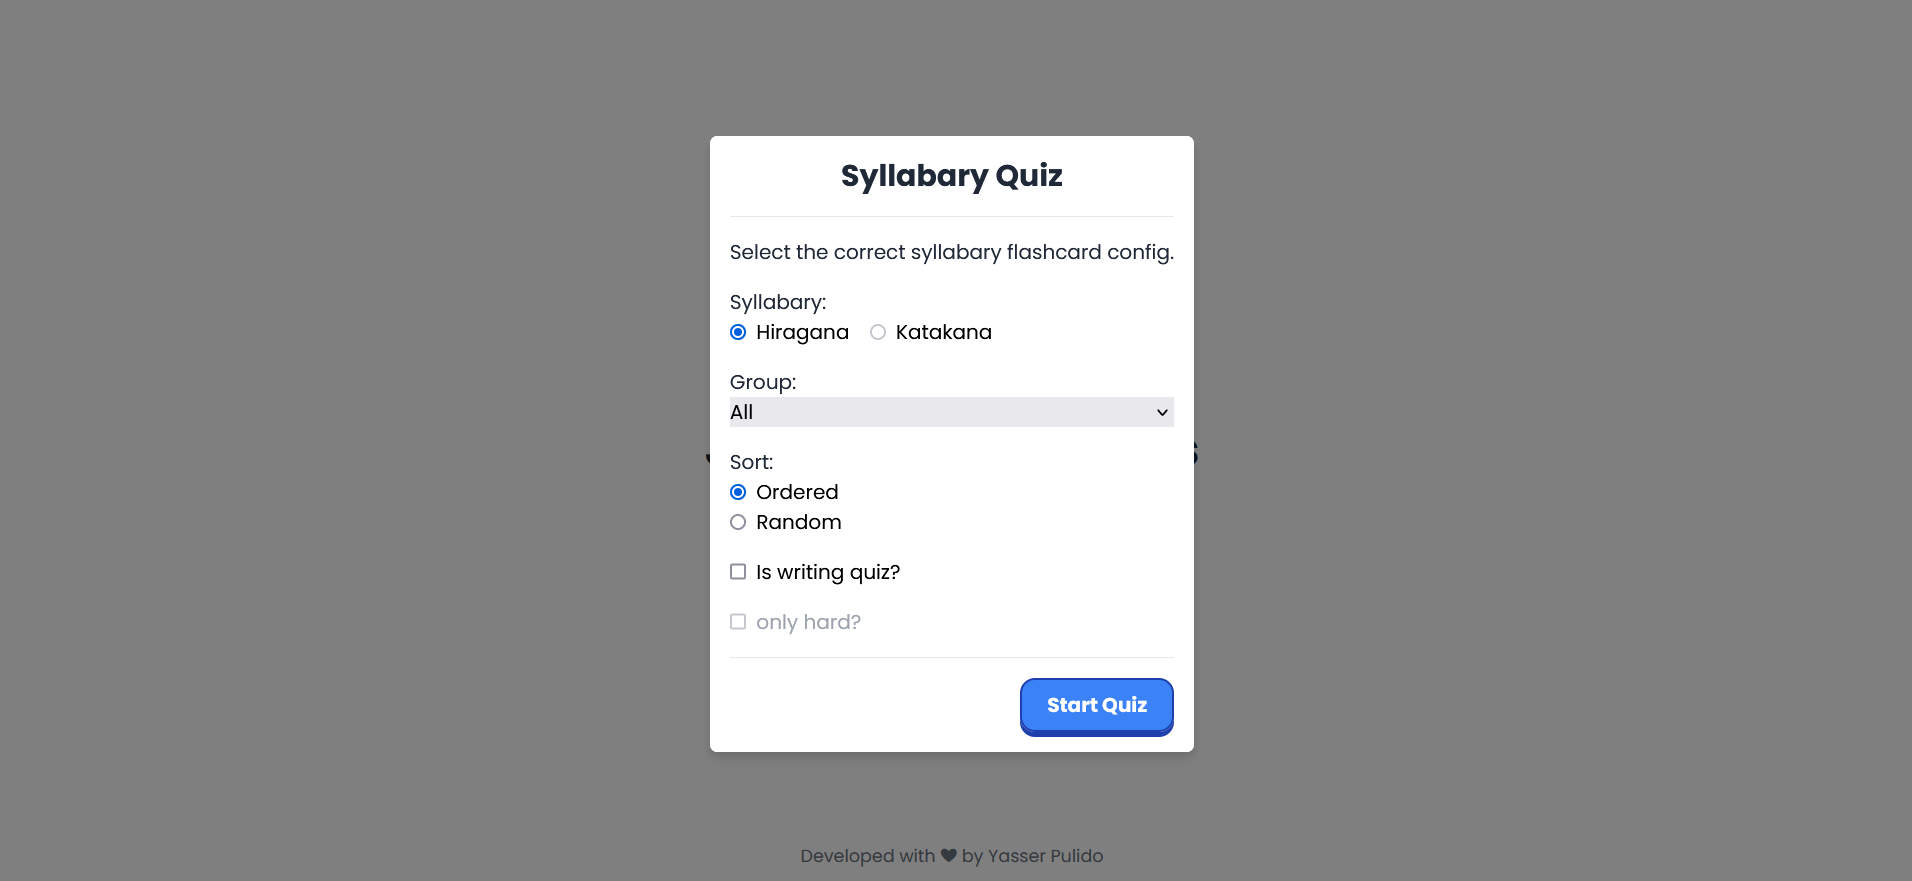 Syllabary Quiz
Select the correct syllabary flashcard config.
Syllabary:
Hiragana Katakana
Group:
All
Sort:
Ordered
Random
Is writing quiz?
only hard?
Start Quiz
Developed with ♥ by Yasser Pulido